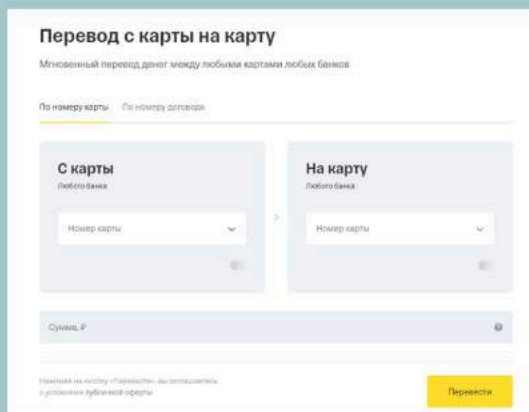 Перевод с карты на карту
Мгновенный перевод денег между любыми картами любых банков
По номеру карты По номеру договора
С карты
Любого банка
Номер карты
На карту
Любого банка
Номер карты
Сумма, ₽
Нажимая на кнопку «Перевести», вы соглашаетесь
с условиями публичной оферты
Перевести